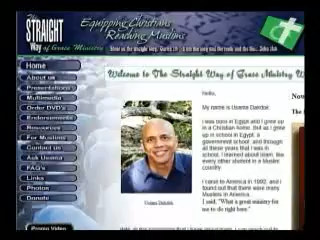 The
STRAIGHT
Way of Grace Ministry
Equipping Christians
Reaching Muslims
Welcome to The Straight Way of Grace Ministry W
Home
About us
Presentations
Multimedia
Order DVD's
Endorsements
Resources
For Muslims
Contact us
Ask Usama
FAQ's
Links
Photos
Donate
Promo Video
Usama Dakdok
Hello,
My name is Usama Dakdok.
I was born in Egypt and I grew up
in a Christian home. But as I grew
up in school in Egypt, a
government school, and through
all these years that I was in
school, I learned about Islam, like
every other student in a Muslim
country.
I came to America in 1992, and I
found out that there were many
Muslims in America.
I said, "What a great ministry for
me to do right here."